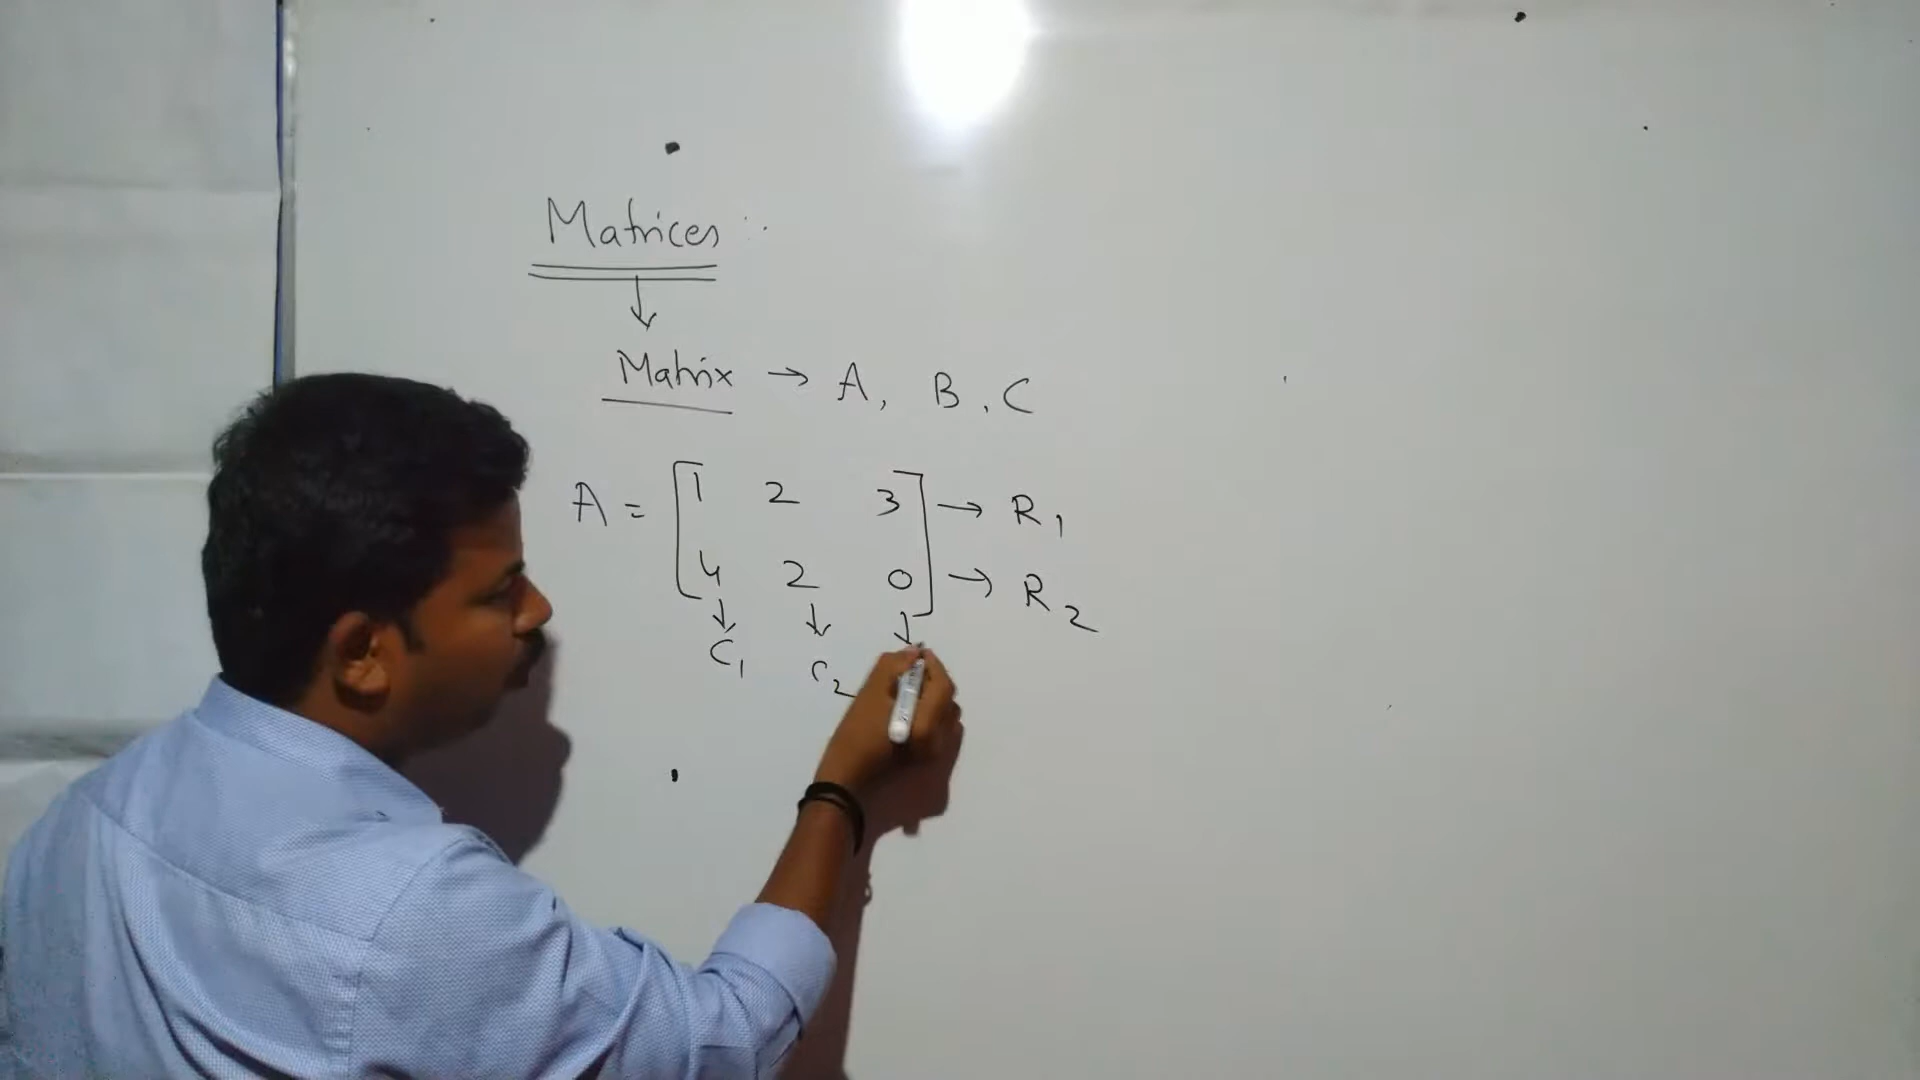 Matrices
↓
Matrix → A, B, C
A = [ 1 2 3 ] → R1
[ 4 2 0 ] → R2
↓ ↓ ↓
C1 C2